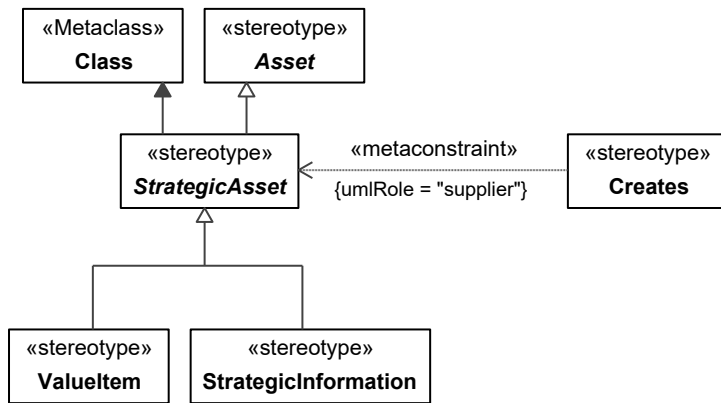 «Metaclass»
Class
«stereotype»
Asset
«stereotype»
StrategicAsset
«metaconstraint»
{umlRole = "supplier"}
«stereotype»
Creates
«stereotype»
ValueItem
«stereotype»
StrategicInformation